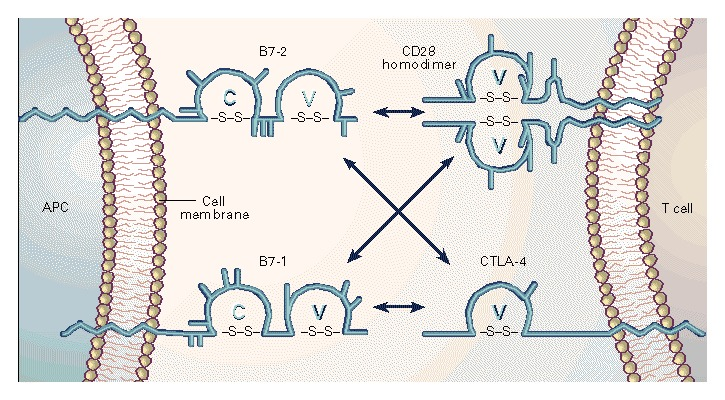 B7-2
CD28
homodimer
C
V
V
-S-S-
-S-S-
-S-S-
-S-S-
V
APC
Cell
membrane
T cell
B7-1
CTLA-4
C
V
V
-S-S-
-S-S-
-S-S-